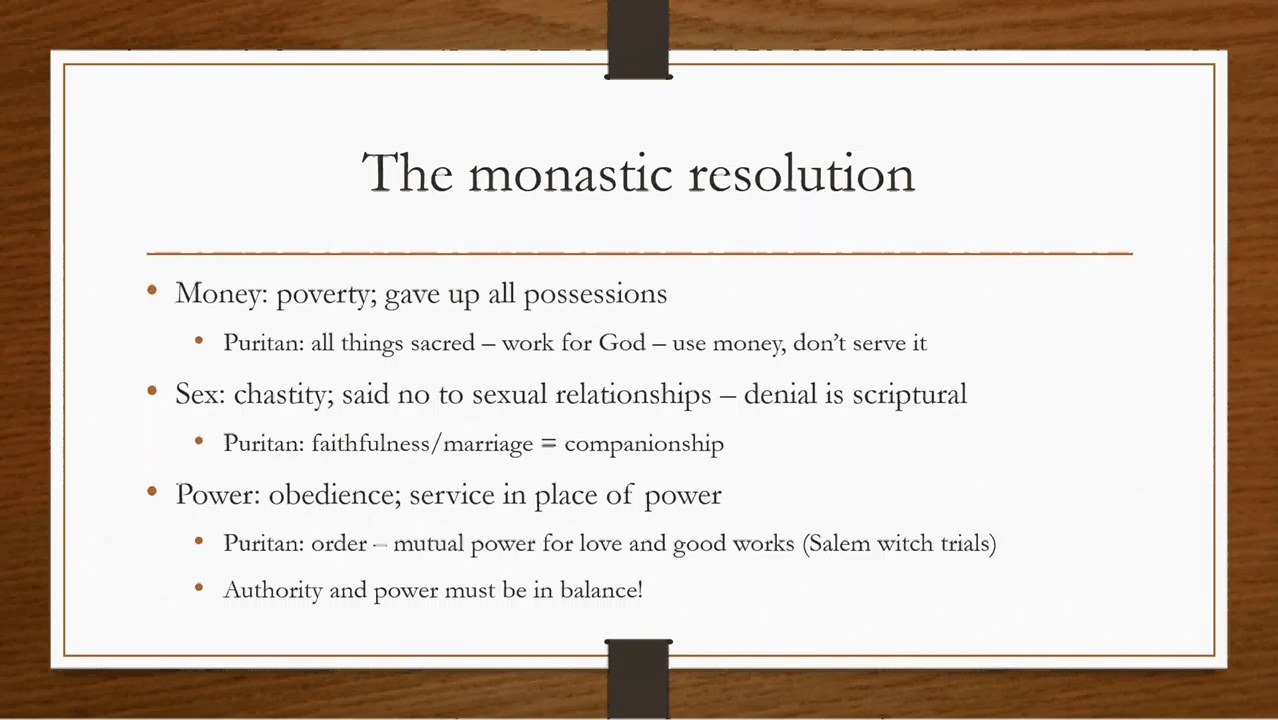 The monastic resolution
• Money: poverty; gave up all possessions
• Puritan: all things sacred – work for God – use money, don’t serve it
• Sex: chastity; said no to sexual relationships – denial is scriptural
• Puritan: faithfulness/marriage = companionship
• Power: obedience; service in place of power
• Puritan: order – mutual power for love and good works (Salem witch trials)
• Authority and power must be in balance!